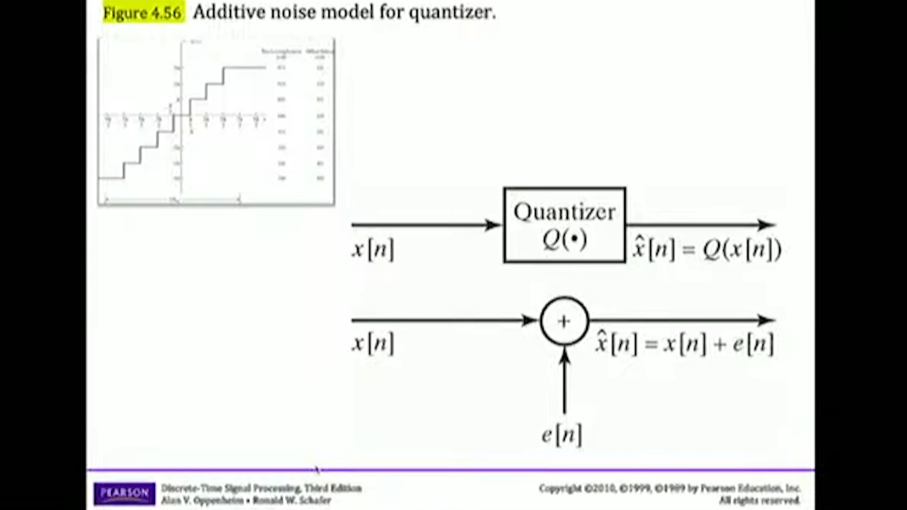 Figure 4.56 Additive noise model for quantizer.
Quantizer
Q(•)
x[n]
x̂[n] = Q(x[n])
+
x[n]
x̂[n] = x[n] + e[n]
e[n]
PEARSON
Discrete-Time Signal Processing, Third Edition
Alan V. Oppenheim • Ronald W. Schafer
Copyright ©2010, ©1999, ©1989 by Pearson Education, Inc.
All rights reserved.